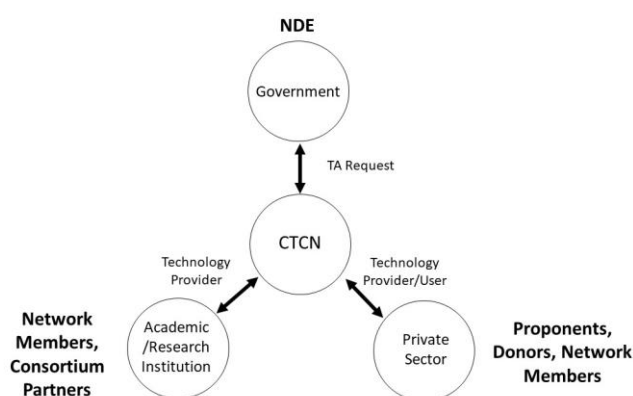 NDE
Government
TA Request
CTCN
Technology
Provider
Technology
Provider/User
Network
Members,
Consortium
Partners
Academic
/Research
Institution
Private
Sector
Proponents,
Donors, Network
Members